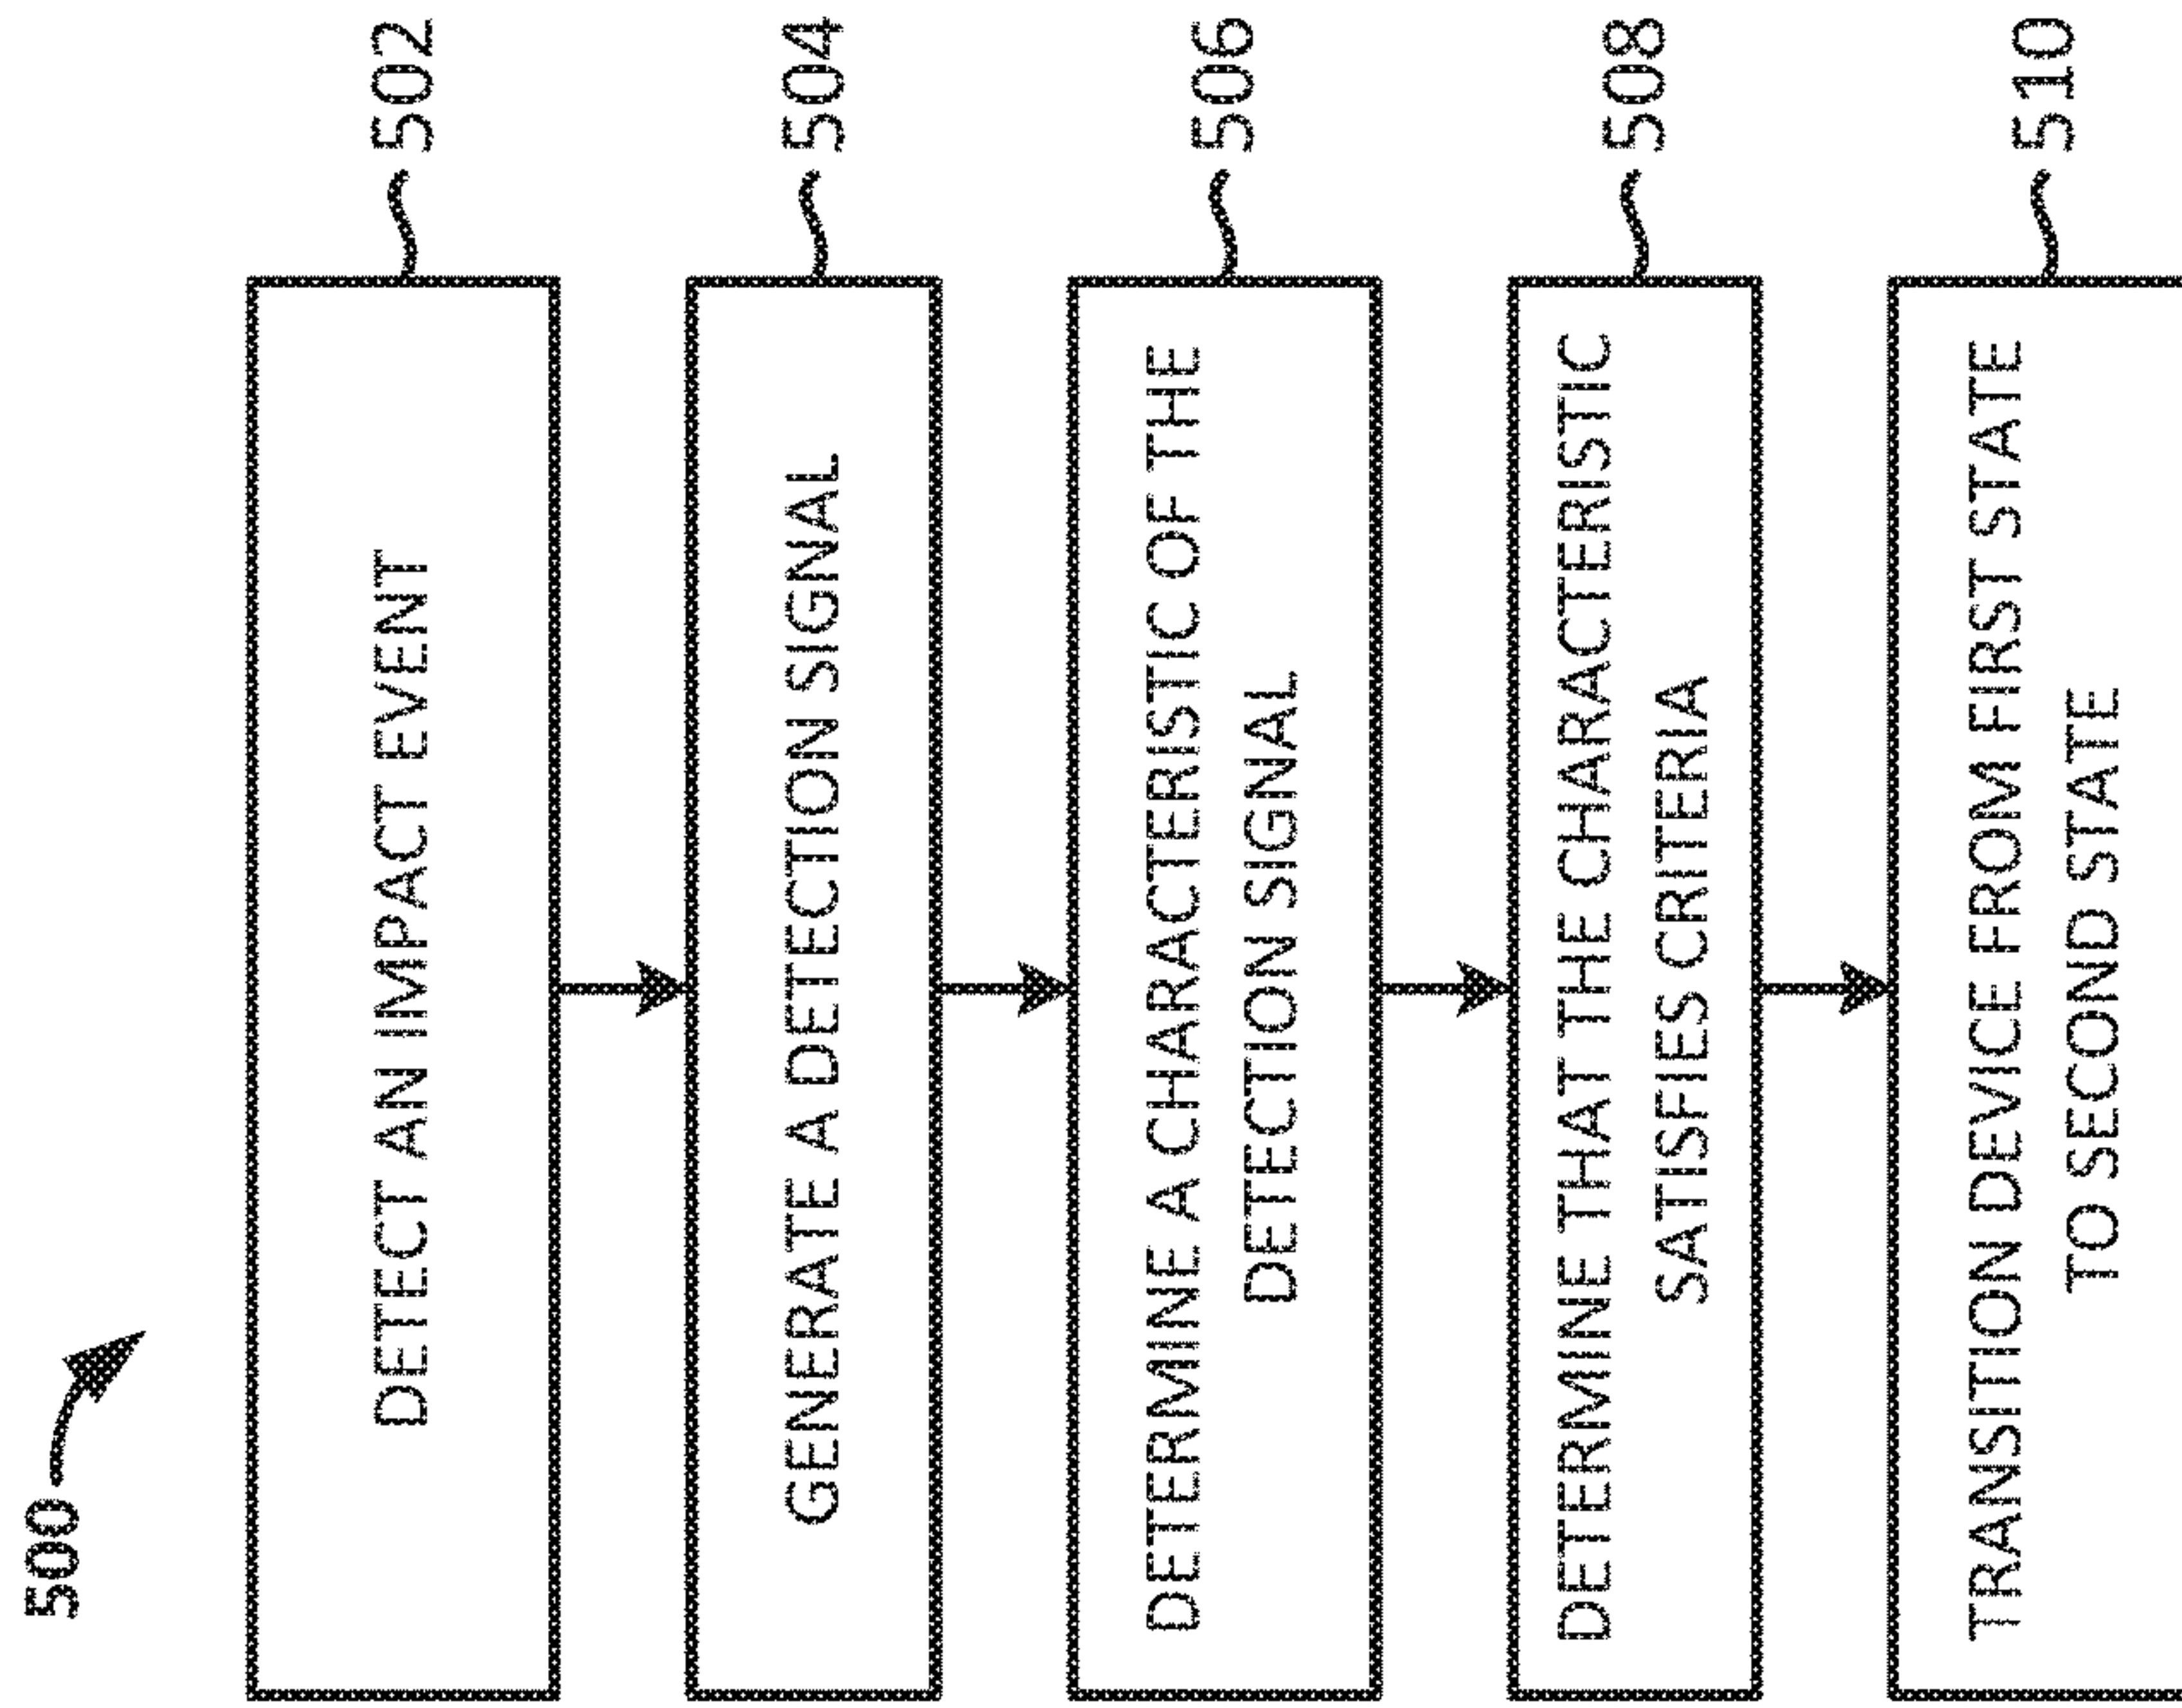 500
DETECT AN IMPACT EVENT
502
GENERATE A DETECTION SIGNAL
504
DETERMINE A CHARACTERISTIC OF THE
DETECTION SIGNAL
506
DETERMINE THAT THE CHARACTERISTIC
SATISFIES CRITERIA
508
TRANSITION DEVICE FROM FIRST STATE
TO SECOND STATE
510